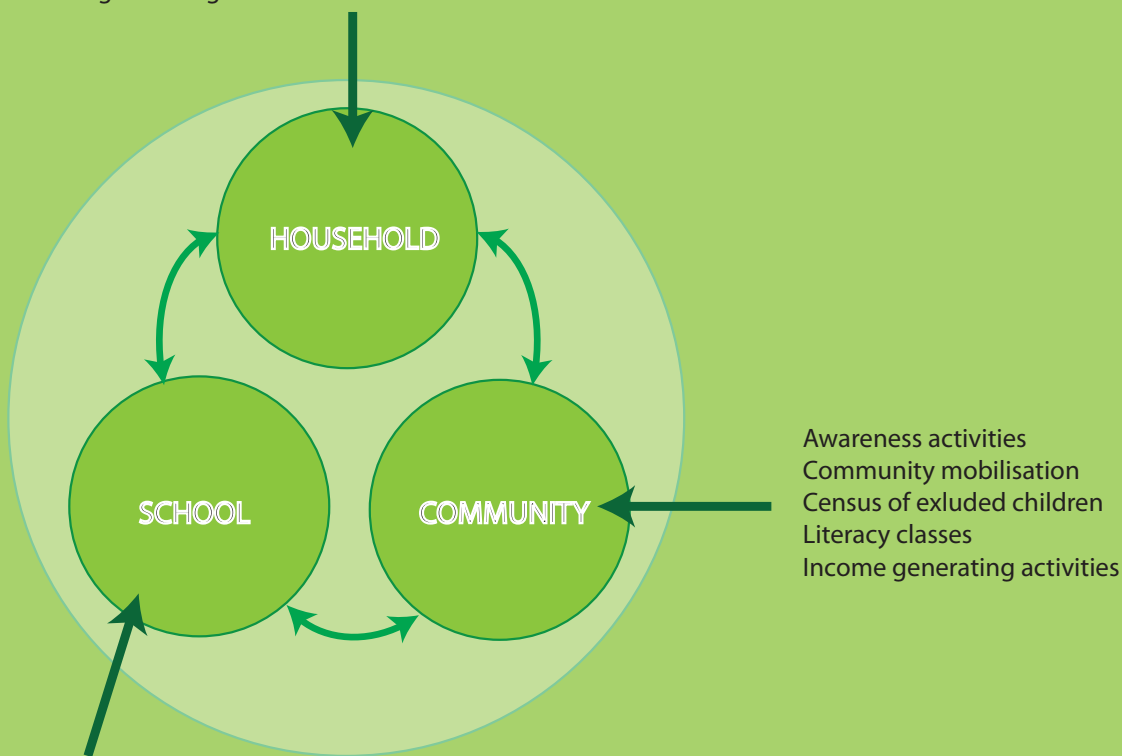 HOUSEHOLD
SCHOOL
COMMUNITY
Awareness activities
Community mobilisation
Census of exluded children
Literacy classes
Income generating activities